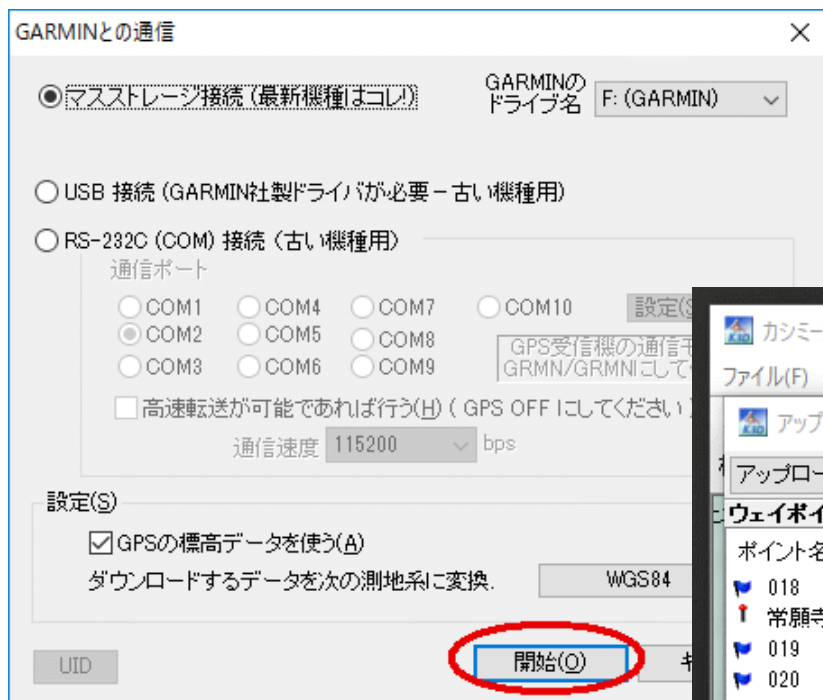 GARMINとの通信
マスストレージ接続 (最新機種はコレ!)
GARMINの
ドライブ名
F: (GARMIN)
USB 接続 (GARMIN社製ドライバが必要－古い機種用)
RS-232C (COM) 接続 (古い機種用)
通信ポート
COM1 COM4 COM7 COM10 設定(S
COM2 COM5 COM8
COM3 COM6 COM9
GPS受信機の通信モ
GRMN/GRMNにして
高速転送が可能であれば行う(H) ( GPS OFF にしてください )
通信速度 115200 bps
設定(S)
GPSの標高データを使う(A)
ダウンロードするデータを次の測地系に変換. WGS84
UID 開始(O) キ
カシミー
ファイル(F)
アップ
アップロー
ウェイポイ
ポイント名
018
常願寺
019
020